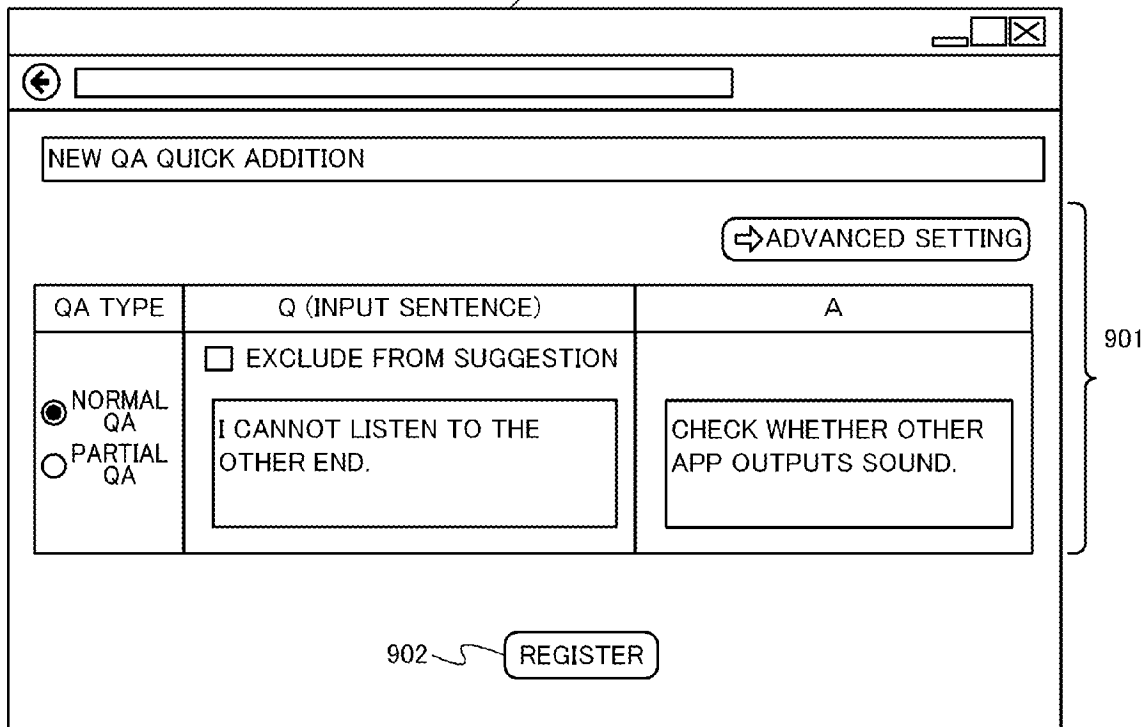 NEW QA QUICK ADDITION
⇨ADVANCED SETTING
QA TYPE
Q (INPUT SENTENCE)
A
901
EXCLUDE FROM SUGGESTION
NORMAL
QA
PARTIAL
QA
I CANNOT LISTEN TO THE
OTHER END.
CHECK WHETHER OTHER
APP OUTPUTS SOUND.
902
REGISTER